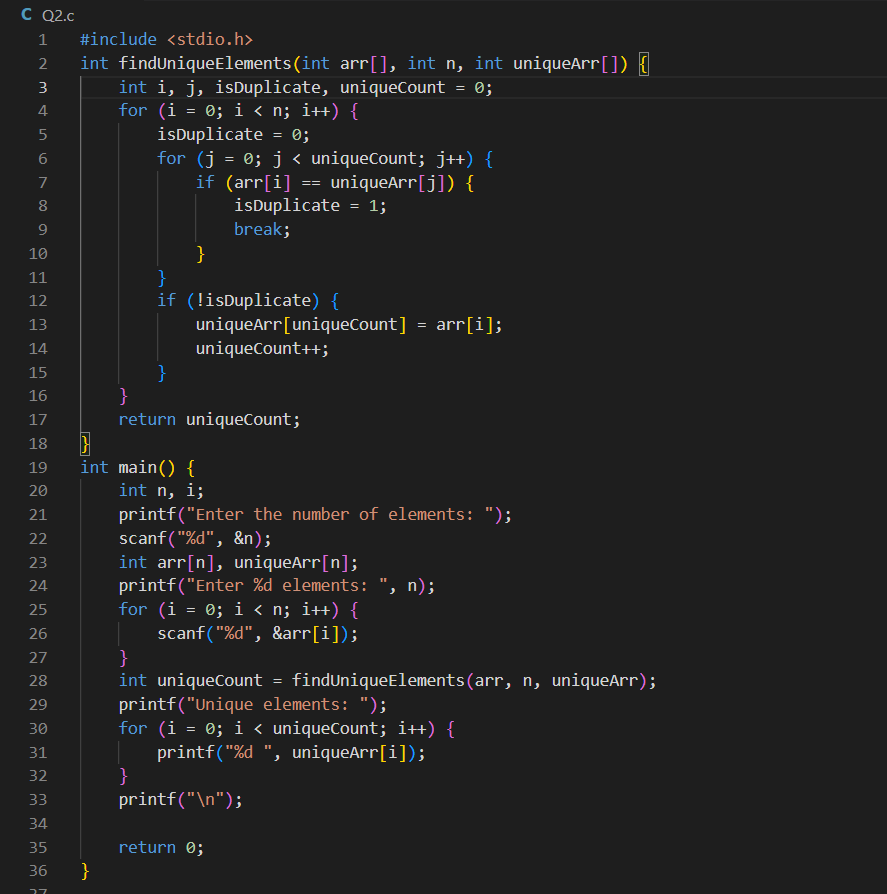 C Q2.c
1 #include <stdio.h>
2 int findUniqueElements(int arr[], int n, int uniqueArr[]) {
3     int i, j, isDuplicate, uniqueCount = 0;
4     for (i = 0; i < n; i++) {
5         isDuplicate = 0;
6         for (j = 0; j < uniqueCount; j++) {
7             if (arr[i] == uniqueArr[j]) {
8                 isDuplicate = 1;
9                 break;
10             }
11         }
12         if (!isDuplicate) {
13             uniqueArr[uniqueCount] = arr[i];
14             uniqueCount++;
15         }
16     }
17     return uniqueCount;
18 }
19 int main() {
20     int n, i;
21     printf("Enter the number of elements: ");
22     scanf("%d", &n);
23     int arr[n], uniqueArr[n];
24     printf("Enter %d elements: ", n);
25     for (i = 0; i < n; i++) {
26         scanf("%d", &arr[i]);
27     }
28     int uniqueCount = findUniqueElements(arr, n, uniqueArr);
29     printf("Unique elements: ");
30     for (i = 0; i < uniqueCount; i++) {
31         printf("%d ", uniqueArr[i]);
32     }
33     printf("\n");
34
35     return 0;
36 }
37